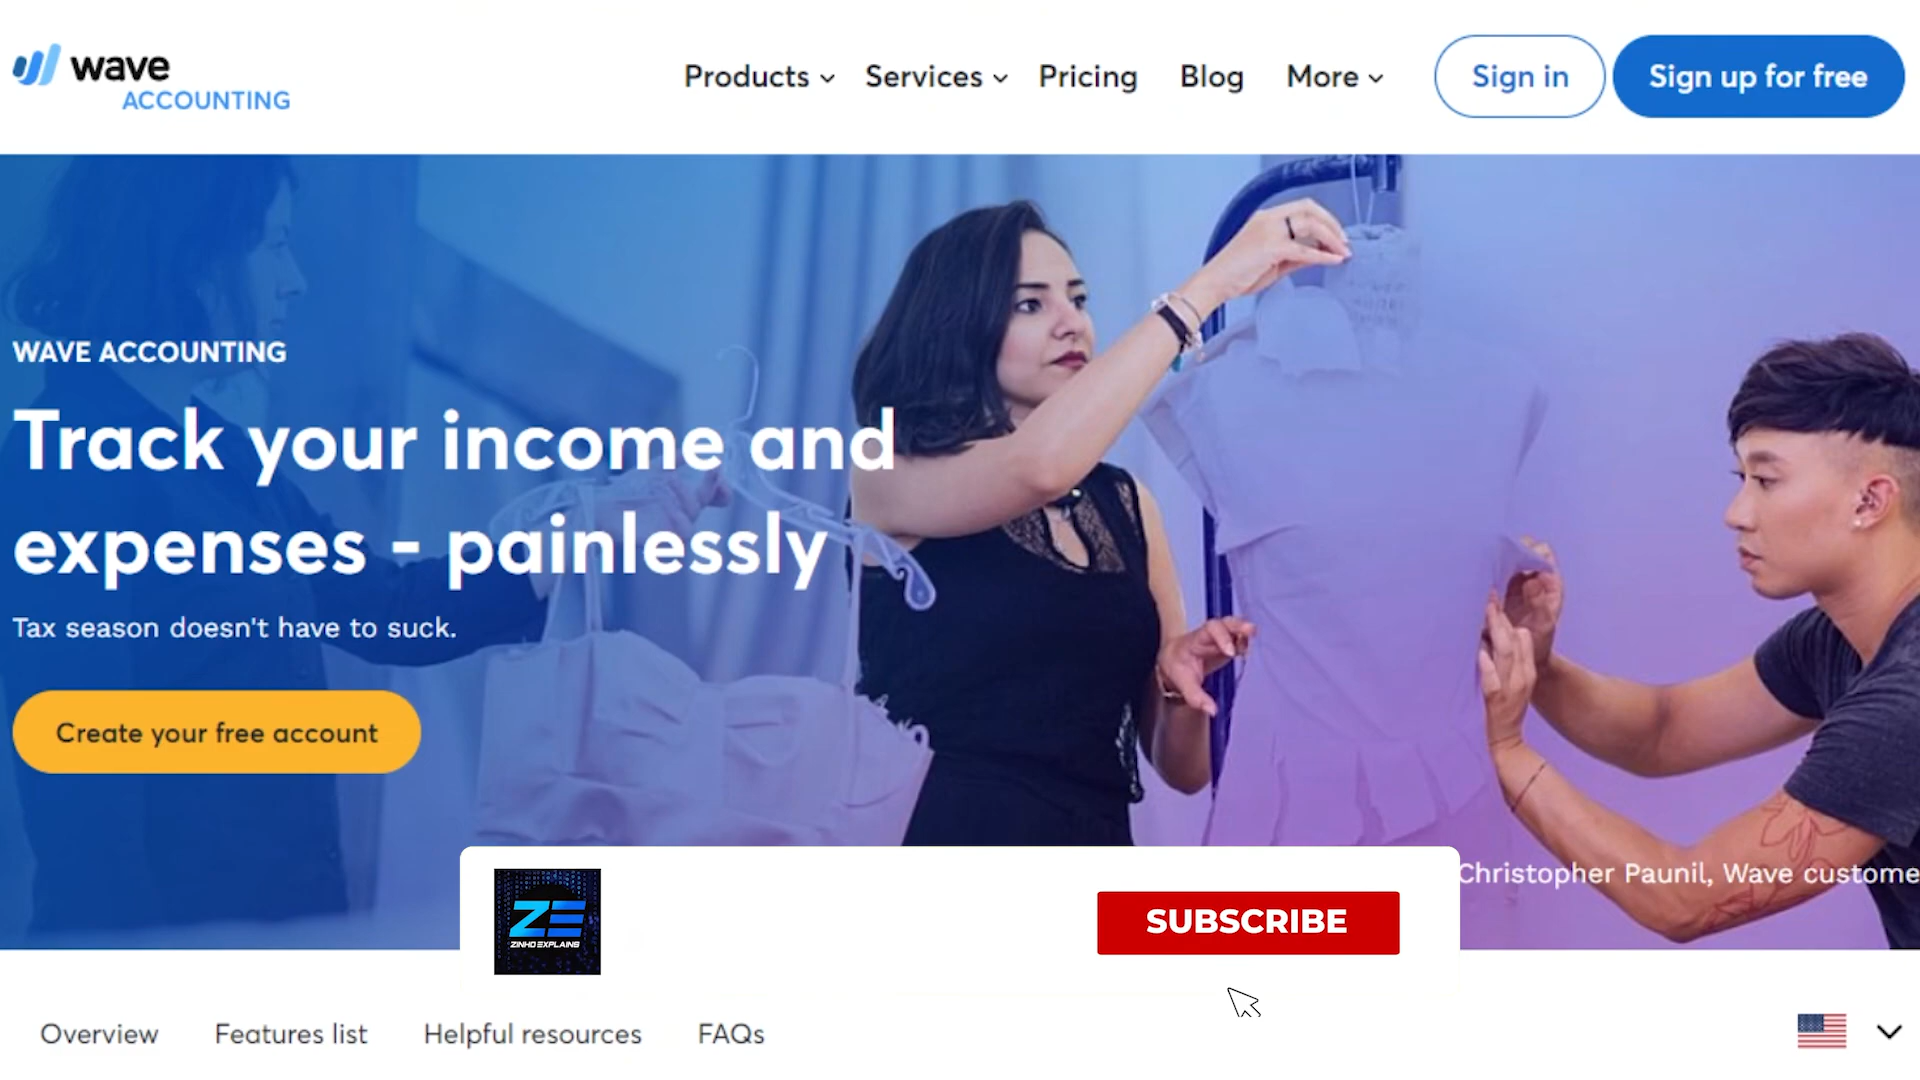 wave
ACCOUNTING
Products
Services
Pricing
Blog
More
Sign in
Sign up for free
WAVE ACCOUNTING
Track your income and
expenses - painlessly
Tax season doesn't have to suck.
Create your free account
Christopher Paunil, Wave custome
ZE
ZINHO EXPLAINS
SUBSCRIBE
Overview
Features list
Helpful resources
FAQs